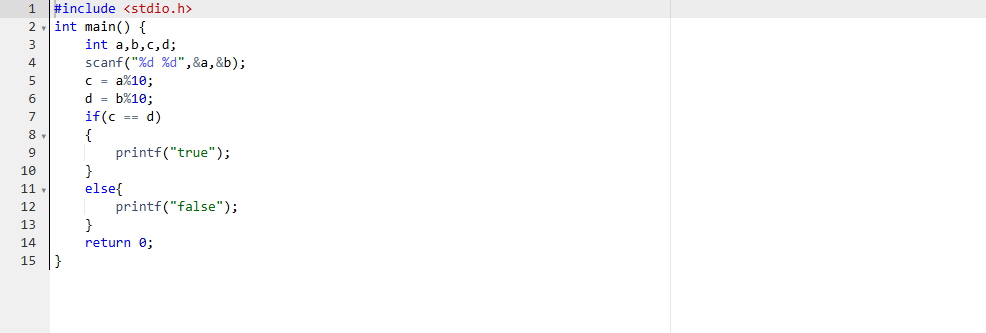 1 #include <stdio.h>
2 int main() {
3     int a,b,c,d;
4     scanf("%d %d",&a,&b);
5     c = a%10;
6     d = b%10;
7     if(c == d)
8     {
9         printf("true");
10     }
11     else{
12         printf("false");
13     }
14     return 0;
15 }